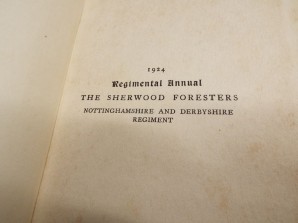 1924
Regimental Annual
THE SHERWOOD FORESTERS
NOTTINGHAMSHIRE AND DERBYSHIRE
REGIMENT